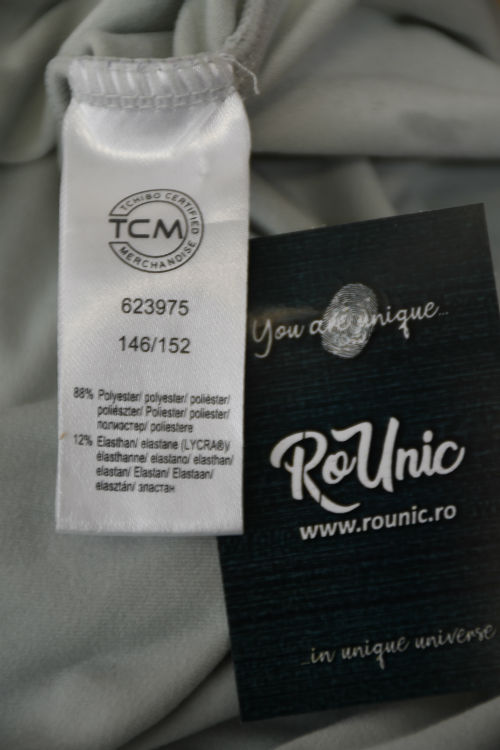 TCHIBO CERTIFIED
TCM
MERCHANDISE
623975
146/152
88% Polyester/ polyester/ poliéster/
poliészter/ Poliester/ poliester/
полиэстер/ poliestere
12% Elasthan/ elastane (LYCRA®)/
élasthanne/ elastano/ elasthan/
elastan/ Elastan/ Elastaan/
elasztán/ эластан
You are unique...
RoUnic
www.rounic.ro
...in unique universe